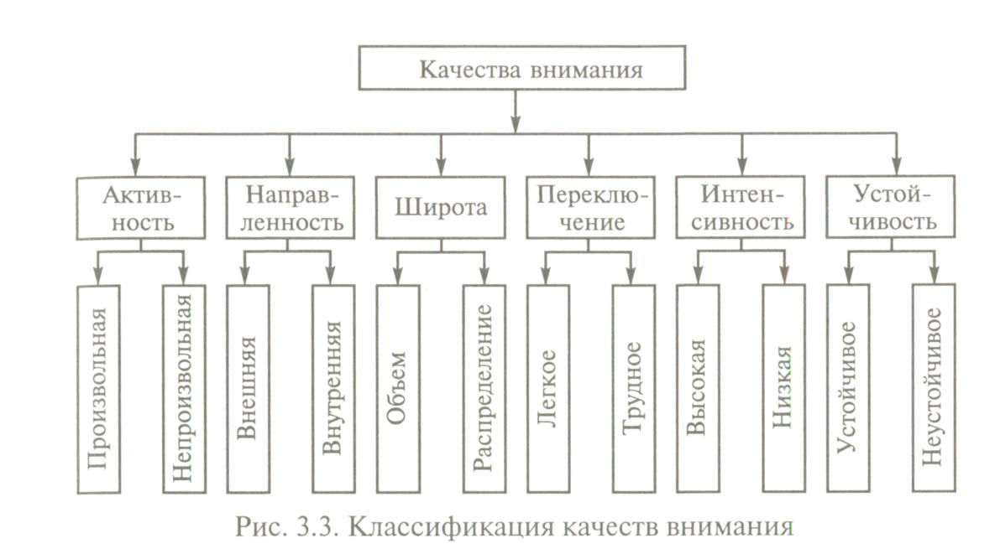 Качества внимания
Актив-
ность
Направ-
ленность
Широта
Переклю-
чение
Интен-
сивность
Устой-
чивость
Произвольная
Непроизвольная
Внешняя
Внутренняя
Объем
Распределение
Легкое
Трудное
Высокая
Низкая
Устойчивое
Неустойчивое
Рис. 3.3. Классификация качеств внимания